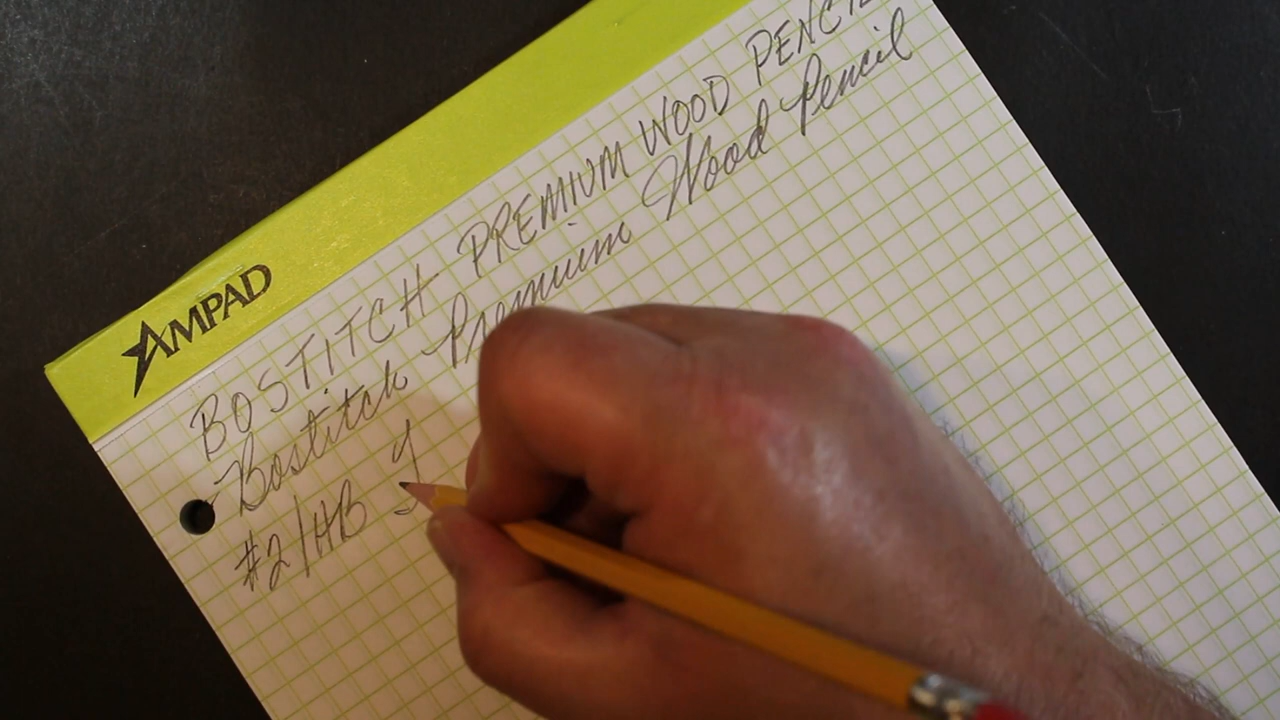 AMPAD
BOSTITCH PREMIUM WOOD PENCIL
Bostitch Premium Wood Pencil
#2/HB